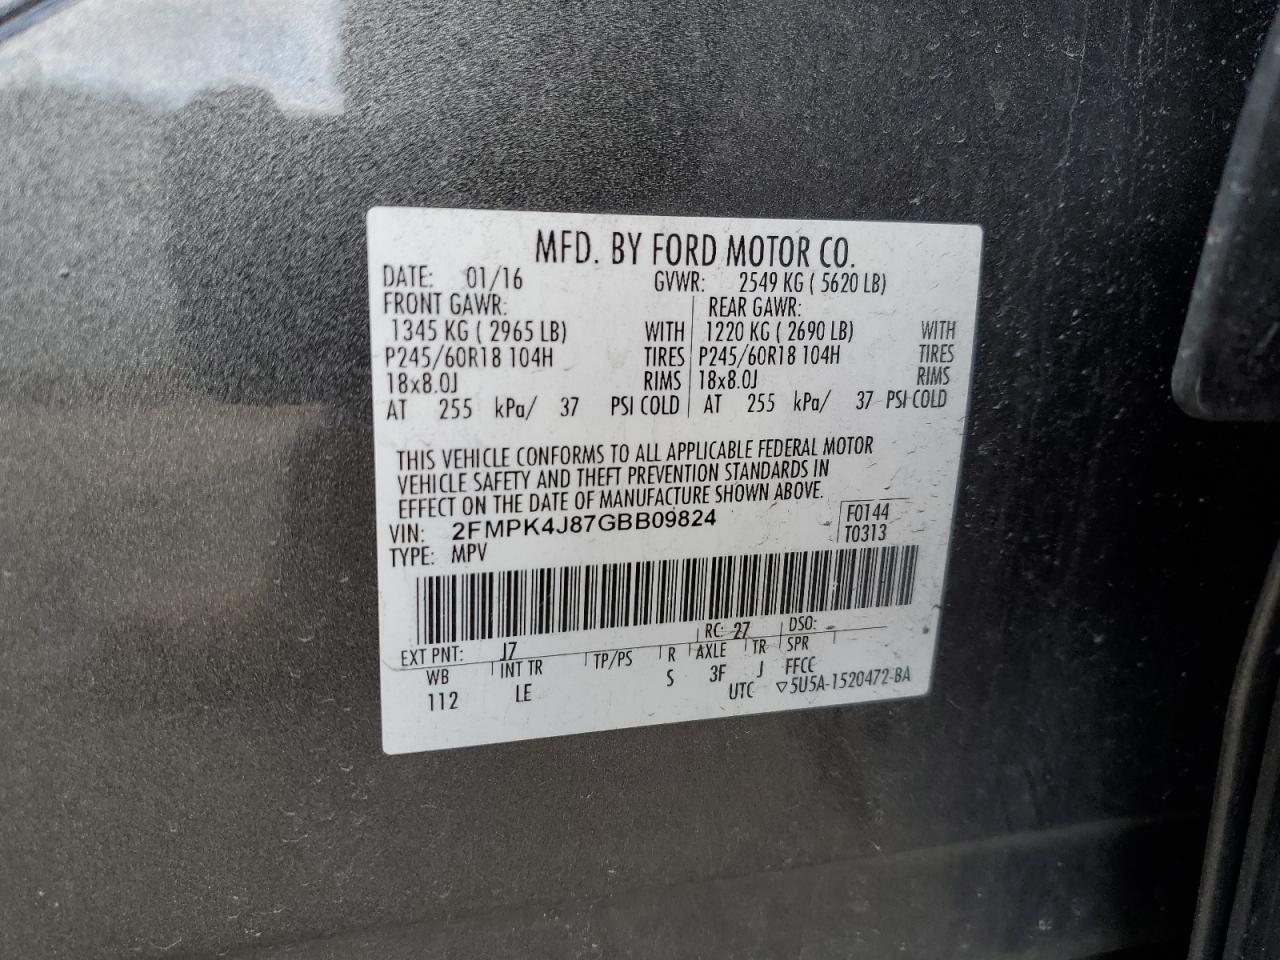 MFD. BY FORD MOTOR CO.
DATE: 01/16 GVWR: 2549 KG ( 5620 LB)
FRONT GAWR: REAR GAWR:
1345 KG ( 2965 LB) WITH 1220 KG ( 2690 LB) WITH
P245/60R18 104H TIRES P245/60R18 104H TIRES
18x8.0J RIMS 18x8.0J RIMS
AT 255 kPa/ 37 PSI COLD AT 255 kPa/ 37 PSI COLD
THIS VEHICLE CONFORMS TO ALL APPLICABLE FEDERAL MOTOR
VEHICLE SAFETY AND THEFT PREVENTION STANDARDS IN
EFFECT ON THE DATE OF MANUFACTURE SHOWN ABOVE.
VIN: 2FMPK4J87GBB09824 F0144
TYPE: MPV T0313
EXT PNT: J7 RC: 27 DSO:
WB INT TR TP/PS R AXLE TR SPR
112 LE S 3F J FFCC
UTC ▽5U5A-1520472-BA